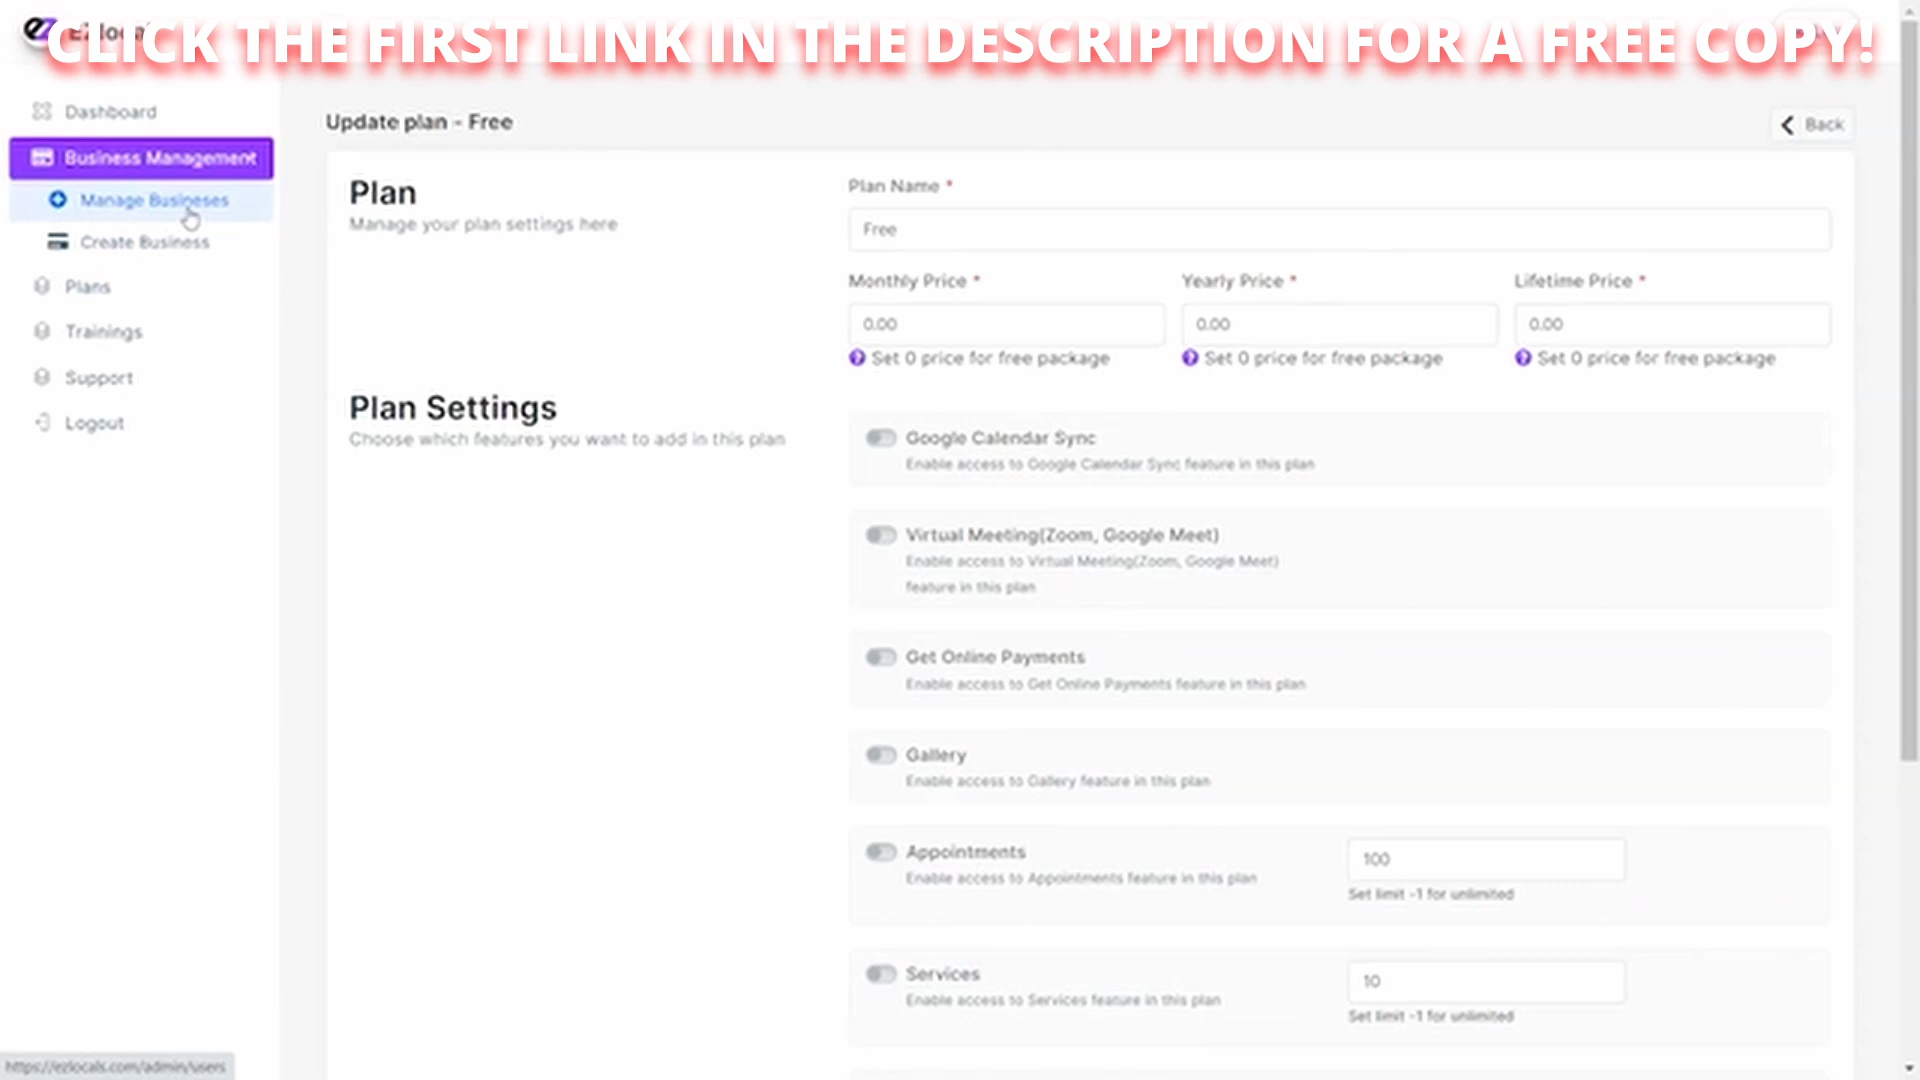 CLICK THE FIRST LINK IN THE DESCRIPTION FOR A FREE COPY!
Dashboard
Business Management
Manage Busineses
Create Business
Plans
Trainings
Support
Logout
Update plan - Free
Back
Plan
Manage your plan settings here
Plan Name *
Free
Monthly Price *
Yearly Price *
Lifetime Price *
0.00
0.00
0.00
Set 0 price for free package
Set 0 price for free package
Set 0 price for free package
Plan Settings
Choose which features you want to add in this plan
Google Calendar Sync
Enable access to Google Calendar Sync feature in this plan
Virtual Meeting(Zoom, Google Meet)
Enable access to Virtual Meeting(Zoom, Google Meet)
feature in this plan
Get Online Payments
Enable access to Get Online Payments feature in this plan
Gallery
Enable access to Gallery feature in this plan
Appointments
Enable access to Appointments feature in this plan
100
Set limit -1 for unlimited
Services
Enable access to Services feature in this plan
10
Set limit -1 for unlimited
https://ezlocals.com/admin/users